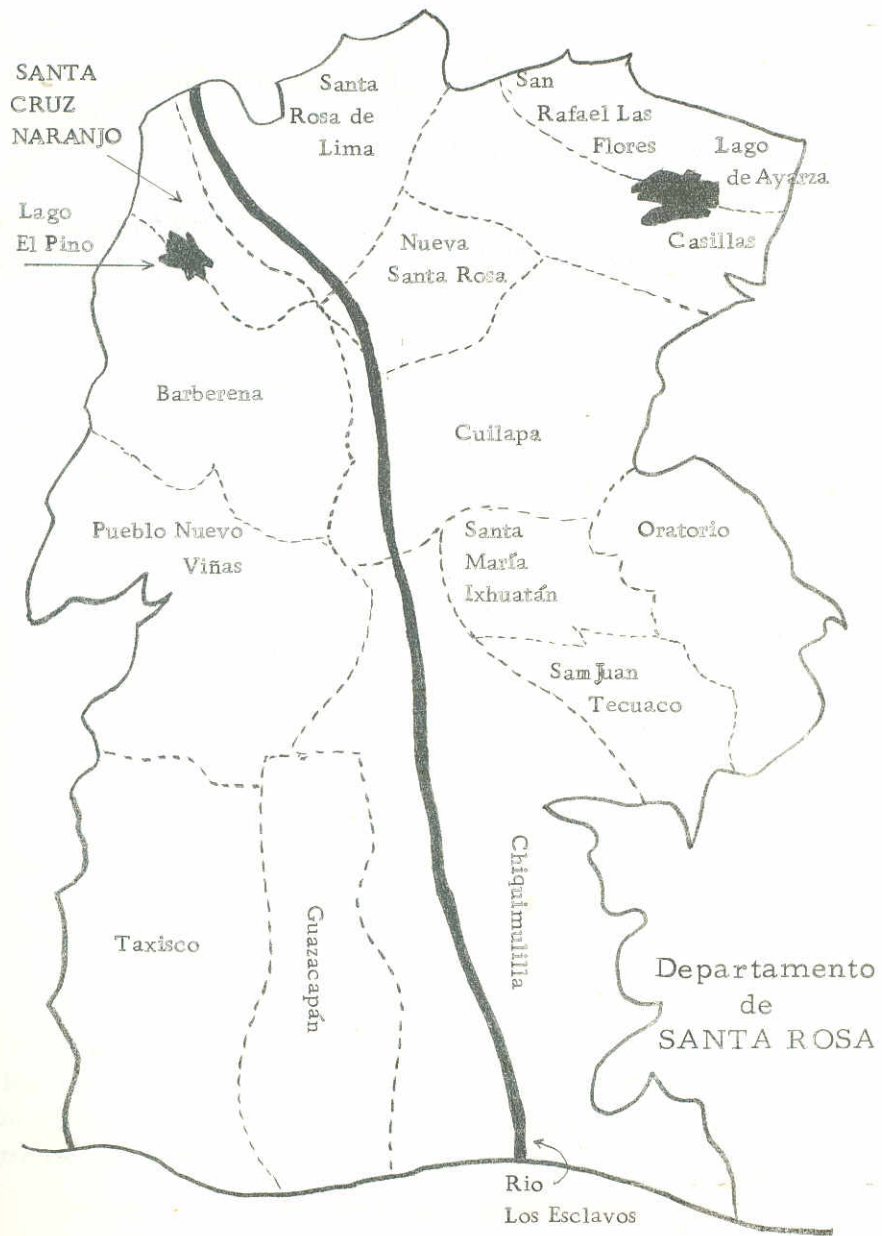 SANTA
CRUZ
NARANJO
Santa
Rosa de
Lima
San
Rafael Las
Flores
Lago
de Ayarza
Lago
El Pino
Nueva
Santa Rosa
Casillas
Barberena
Cuilapa
Pueblo Nuevo
Viñas
Santa
María
Ixhuatán
Oratorio
Sam Juan
Tecuaco
Taxisco
Guazacapán
Chiquimulilla
Departamento
de
SANTA ROSA
Rio
Los Esclavos